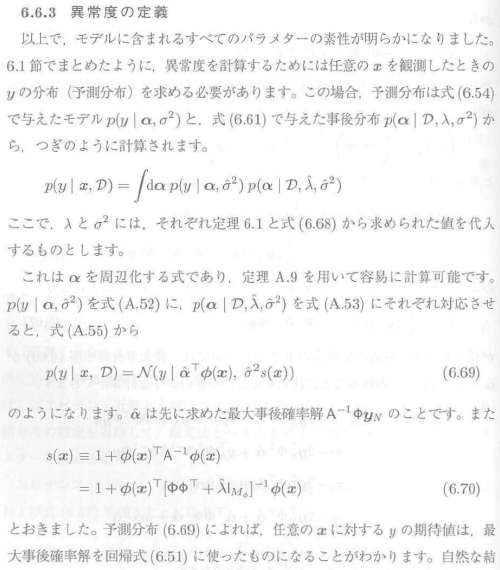 6.6.3 異常度の定義
以上で，モデルに含まれるすべてのパラメターの素性が明らかになりました。
6.1節でまとめたように，異常度を計算するためには任意の x を観測したときの
y の分布（予測分布）を求める必要があります。この場合，予測分布は式 (6.54)
で与えたモデル p(y | α, σ²) と，式 (6.61) で与えた事後分布 p(α | D, λ, σ²) か
ら，つぎのように計算されます。
p(y | x, D) = ∫dα p(y | α, σ̂²) p(α | D, λ̂, σ̂²)
ここで，λ と σ² には，それぞれ定理 6.1 と式 (6.68) から求められた値を代入
するものとします。
これは α を周辺化する式であり，定理 A.9 を用いて容易に計算可能です。
p(y | α, σ̂²) を式 (A.52) に，p(α | D, λ̂, σ̂²) を式 (A.53) にそれぞれ対応させ
ると，式 (A.55) から
p(y | x, D) = N(y | α̂⊤φ(x), σ̂²s(x)) (6.69)
のようになります。α̂ は先に求めた最大事後確率解 A⁻¹Φy_N のことです。また
s(x) ≡ 1 + φ(x)⊤A⁻¹φ(x)
= 1 + φ(x)⊤[ΦΦ⊤ + λ̂I_{M_φ}]⁻¹φ(x) (6.70)
とおきました。予測分布 (6.69) によれば，任意の x に対する y の期待値は，最
大事後確率解を回帰式 (6.51) に使ったものになることがわかります。自然な結